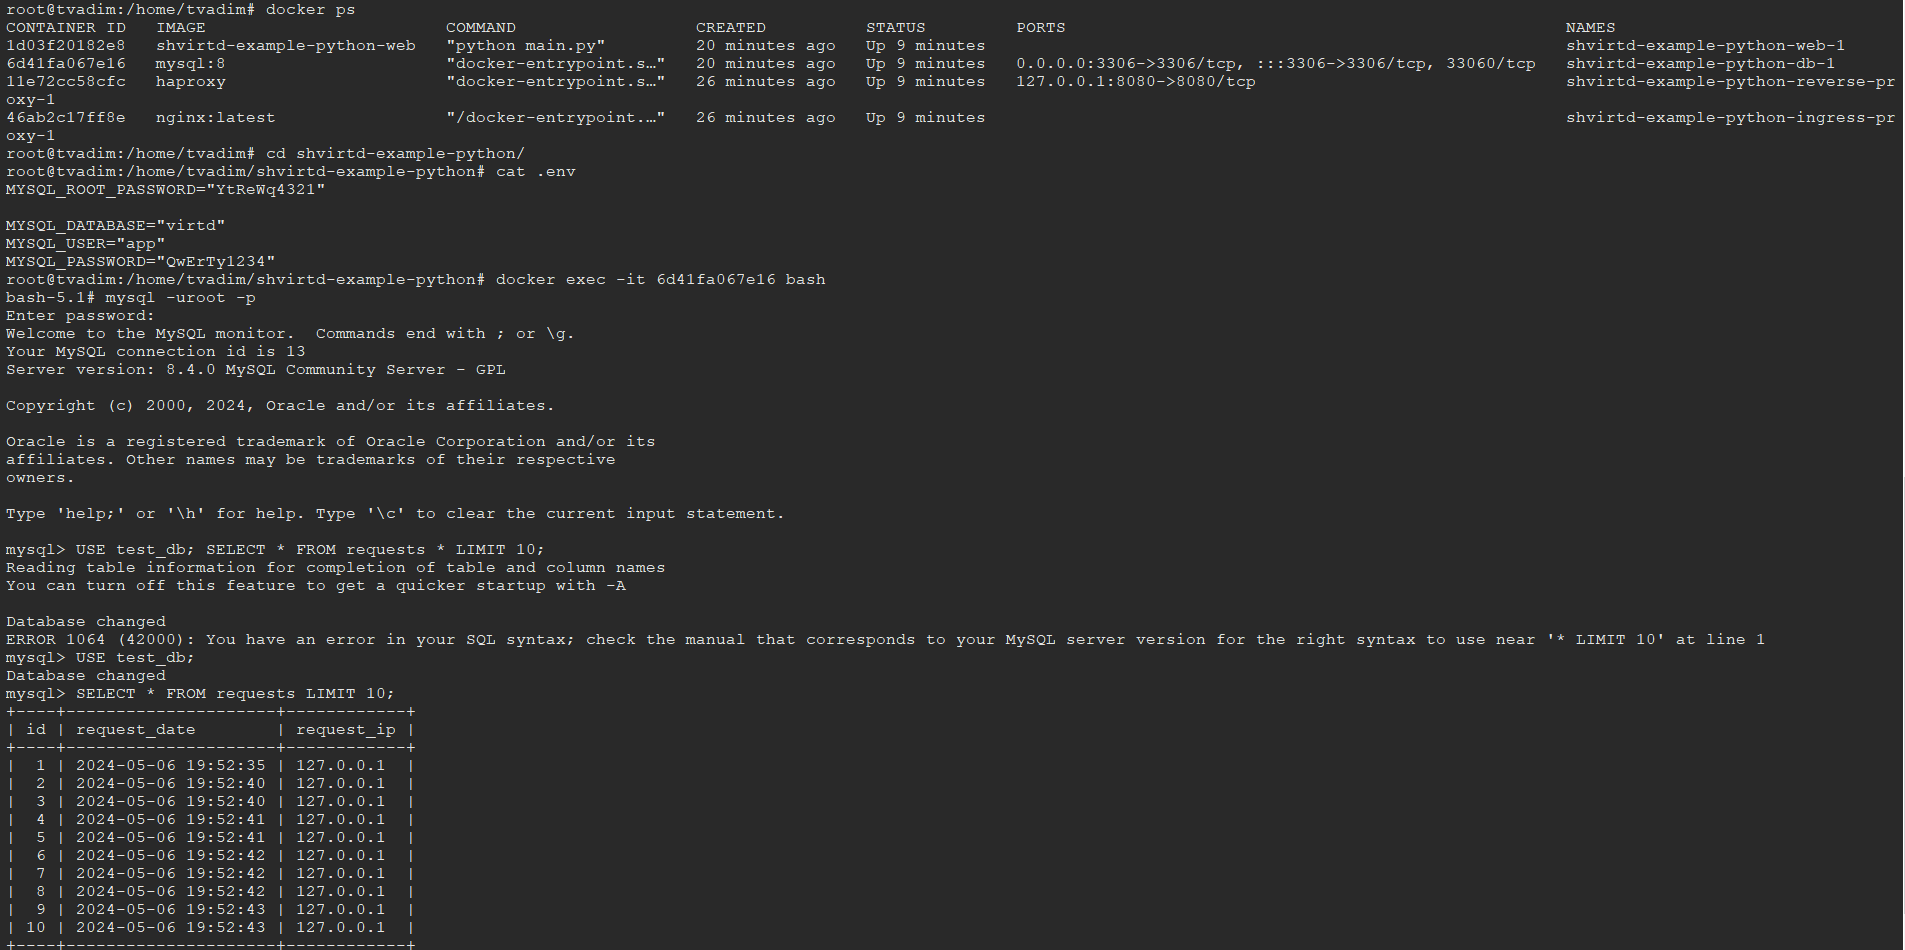 root@tvadim:/home/tvadim# docker ps
CONTAINER ID   IMAGE                        COMMAND                  CREATED          STATUS         PORTS                                                  NAMES
1d03f20182e8   shvirtd-example-python-web   "python main.py"         20 minutes ago   Up 9 minutes                                                          shvirtd-example-python-web-1
6d41fa067e16   mysql:8                      "docker-entrypoint.s…"   20 minutes ago   Up 9 minutes   0.0.0.0:3306->3306/tcp, :::3306->3306/tcp, 33060/tcp   shvirtd-example-python-db-1
11e72cc58cfc   haproxy                      "docker-entrypoint.s…"   26 minutes ago   Up 9 minutes   127.0.0.1:8080->8080/tcp                               shvirtd-example-python-reverse-pr
oxy-1
46ab2c17ff8e   nginx:latest                 "/docker-entrypoint.…"   26 minutes ago   Up 9 minutes                                                          shvirtd-example-python-ingress-pr
oxy-1
root@tvadim:/home/tvadim# cd shvirtd-example-python/
root@tvadim:/home/tvadim/shvirtd-example-python# cat .env
MYSQL_ROOT_PASSWORD="YtReWq4321"

MYSQL_DATABASE="virtd"
MYSQL_USER="app"
MYSQL_PASSWORD="QwErTy1234"
root@tvadim:/home/tvadim/shvirtd-example-python# docker exec -it 6d41fa067e16 bash
bash-5.1# mysql -uroot -p
Enter password:
Welcome to the MySQL monitor.  Commands end with ; or \g.
Your MySQL connection id is 13
Server version: 8.4.0 MySQL Community Server - GPL

Copyright (c) 2000, 2024, Oracle and/or its affiliates.

Oracle is a registered trademark of Oracle Corporation and/or its
affiliates. Other names may be trademarks of their respective
owners.

Type 'help;' or '\h' for help. Type '\c' to clear the current input statement.

mysql> USE test_db; SELECT * FROM requests * LIMIT 10;
Reading table information for completion of table and column names
You can turn off this feature to get a quicker startup with -A

Database changed
ERROR 1064 (42000): You have an error in your SQL syntax; check the manual that corresponds to your MySQL server version for the right syntax to use near '* LIMIT 10' at line 1
mysql> USE test_db;
Database changed
mysql> SELECT * FROM requests LIMIT 10;
+----+---------------------+------------+
| id | request_date        | request_ip |
+----+---------------------+------------+
|  1 | 2024-05-06 19:52:35 | 127.0.0.1  |
|  2 | 2024-05-06 19:52:40 | 127.0.0.1  |
|  3 | 2024-05-06 19:52:40 | 127.0.0.1  |
|  4 | 2024-05-06 19:52:41 | 127.0.0.1  |
|  5 | 2024-05-06 19:52:41 | 127.0.0.1  |
|  6 | 2024-05-06 19:52:42 | 127.0.0.1  |
|  7 | 2024-05-06 19:52:42 | 127.0.0.1  |
|  8 | 2024-05-06 19:52:42 | 127.0.0.1  |
|  9 | 2024-05-06 19:52:43 | 127.0.0.1  |
| 10 | 2024-05-06 19:52:43 | 127.0.0.1  |
+----+---------------------+------------+